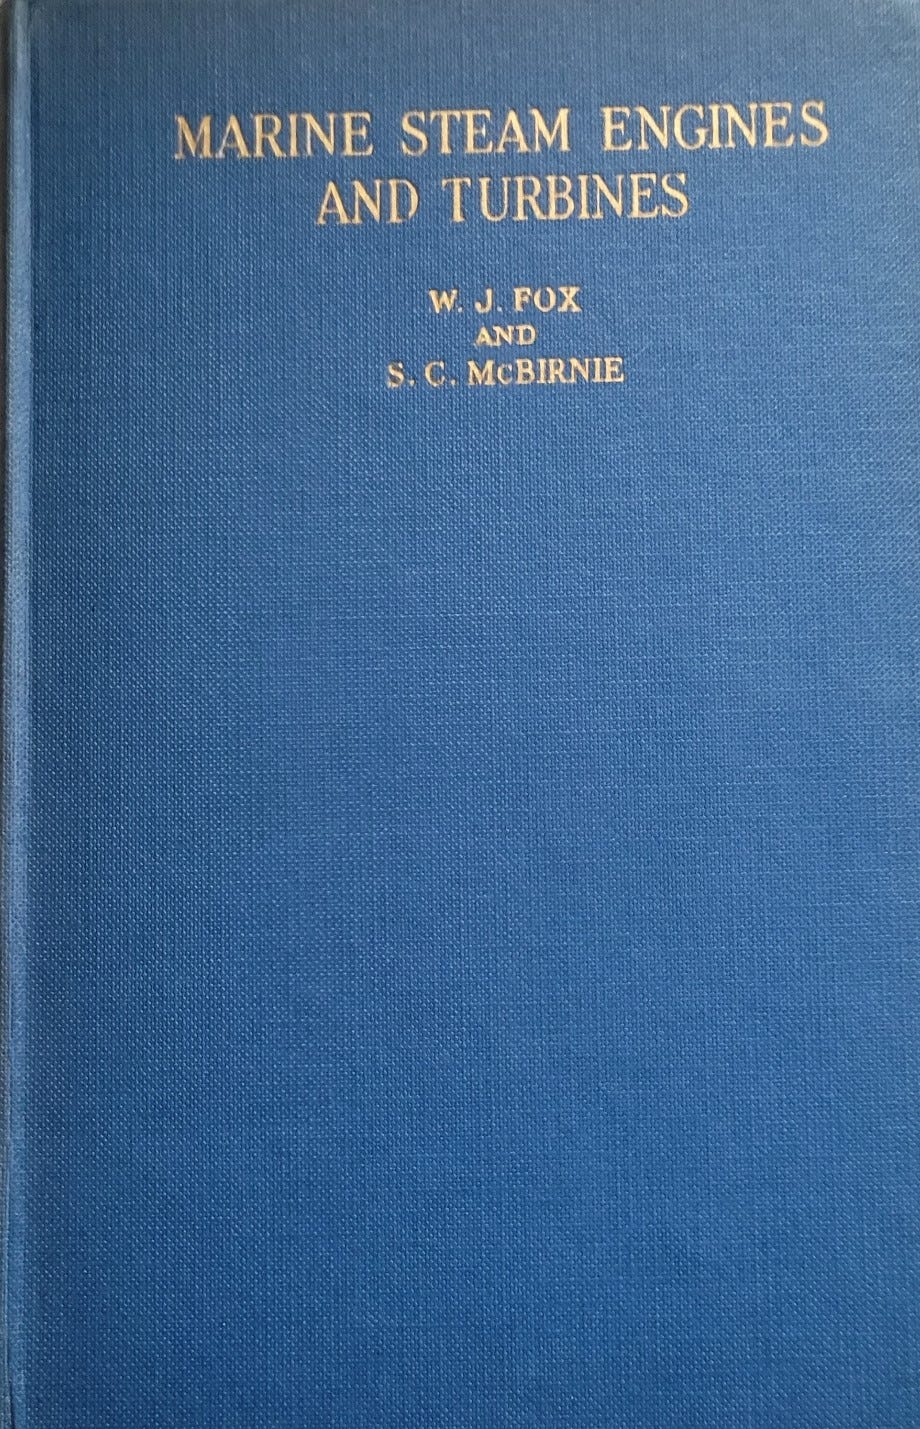 MARINE STEAM ENGINES
AND TURBINES
W. J. FOX
AND
S. C. McBIRNIE